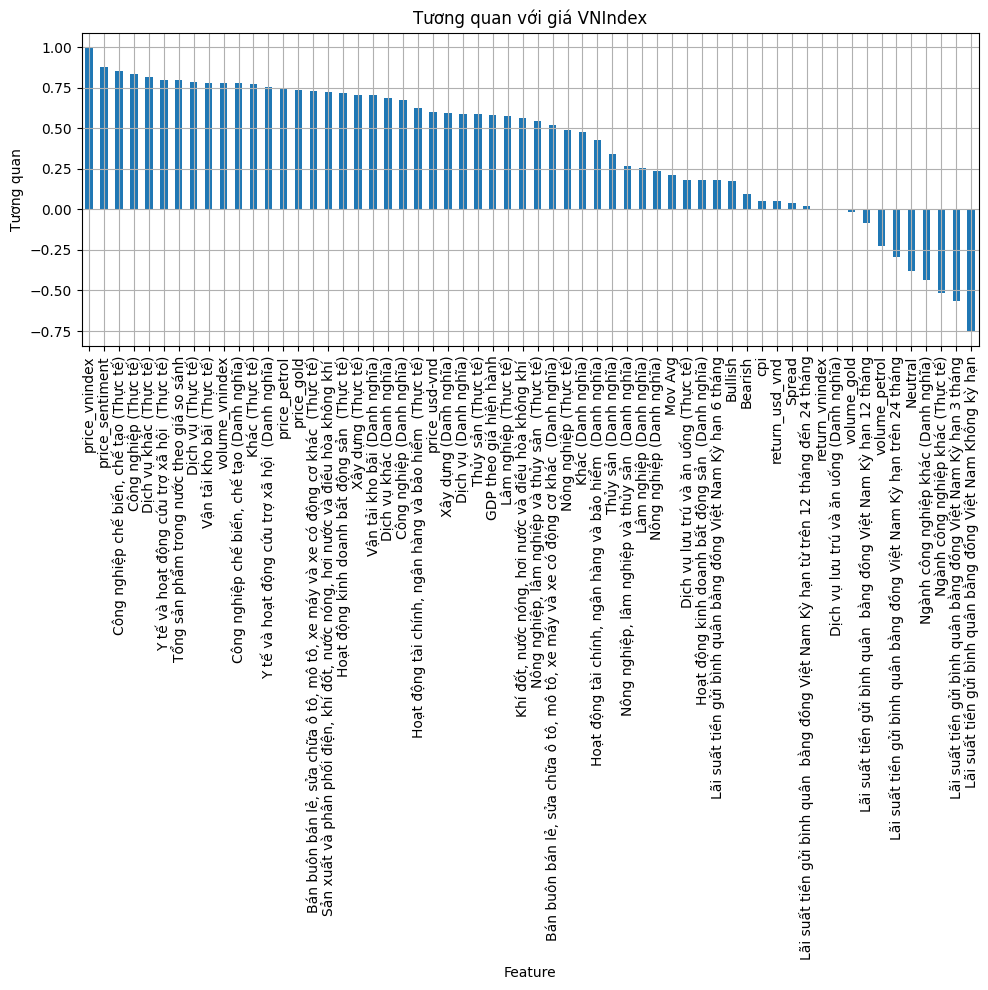 Tương quan với giá VNIndex
1.00
0.75
0.50
0.25
0.00
−0.25
−0.50
−0.75
Tương quan
price_vnindex
price_sentiment
Công nghiệp chế biến, chế tạo (Thực tế)
Công nghiệp (Thực tế)
Dịch vụ khác (Thực tế)
Y tế và hoạt động cứu trợ xã hội  (Thực tế)
Tổng sản phẩm trong nước theo giá so sánh
Dịch vụ (Thực tế)
Vận tải kho bãi (Thực tế)
volume_vnindex
Công nghiệp chế biến, chế tạo (Danh nghĩa)
Khác (Thực tế)
Y tế và hoạt động cứu trợ xã hội  (Danh nghĩa)
price_petrol
price_gold
Bán buôn bán lẻ, sửa chữa ô tô, mô tô, xe máy và xe có động cơ khác  (Thực tế)
Sản xuất và phân phối điện, khí đốt, nước nóng, hơi nước và điều hòa không khí
Hoạt động kinh doanh bất động sản  (Thực tế)
Xây dựng (Thực tế)
Vận tải kho bãi (Danh nghĩa)
Dịch vụ khác (Danh nghĩa)
Công nghiệp (Danh nghĩa)
Hoạt động tài chính, ngân hàng và bảo hiểm  (Thực tế)
price_usd-vnd
Xây dựng (Danh nghĩa)
Dịch vụ (Danh nghĩa)
Thủy sản (Thực tế)
GDP theo giá hiện hành
Lâm nghiệp (Thực tế)
Khí đốt, nước nóng, hơi nước và điều hòa không khí
Nông nghiệp, lâm nghiệp và thủy sản  (Thực tế)
Bán buôn bán lẻ, sửa chữa ô tô, mô tô, xe máy và xe có động cơ khác  (Danh nghĩa)
Nông nghiệp (Thực tế)
Khác (Danh nghĩa)
Hoạt động tài chính, ngân hàng và bảo hiểm  (Danh nghĩa)
Thủy sản (Danh nghĩa)
Nông nghiệp, lâm nghiệp và thủy sản  (Danh nghĩa)
Lâm nghiệp (Danh nghĩa)
Nông nghiệp (Danh nghĩa)
Mov Avg
Dịch vụ lưu trú và ăn uống (Thực tế)
Hoạt động kinh doanh bất động sản  (Danh nghĩa)
Lãi suất tiền gửi bình quân bằng đồng Việt Nam Kỳ hạn 6 tháng
Bullish
Bearish
cpi
return_usd_vnd
Spread
Lãi suất tiền gửi bình quân  bằng đồng Việt Nam Kỳ hạn từ trên 12 tháng đến 24 tháng
return_vnindex
Dịch vụ lưu trú và ăn uống (Danh nghĩa)
volume_gold
Lãi suất tiền gửi bình quân  bằng đồng Việt Nam Kỳ hạn 12 tháng
volume_petrol
Lãi suất tiền gửi bình quân bằng đồng Việt Nam Kỳ hạn trên 24 tháng
Neutral
Ngành công nghiệp khác (Danh nghĩa)
Ngành công nghiệp khác (Thực tế)
Lãi suất tiền gửi bình quân bằng đồng Việt Nam Kỳ hạn 3 tháng
Lãi suất tiền gửi bình quân bằng đồng Việt Nam Không kỳ hạn
Feature